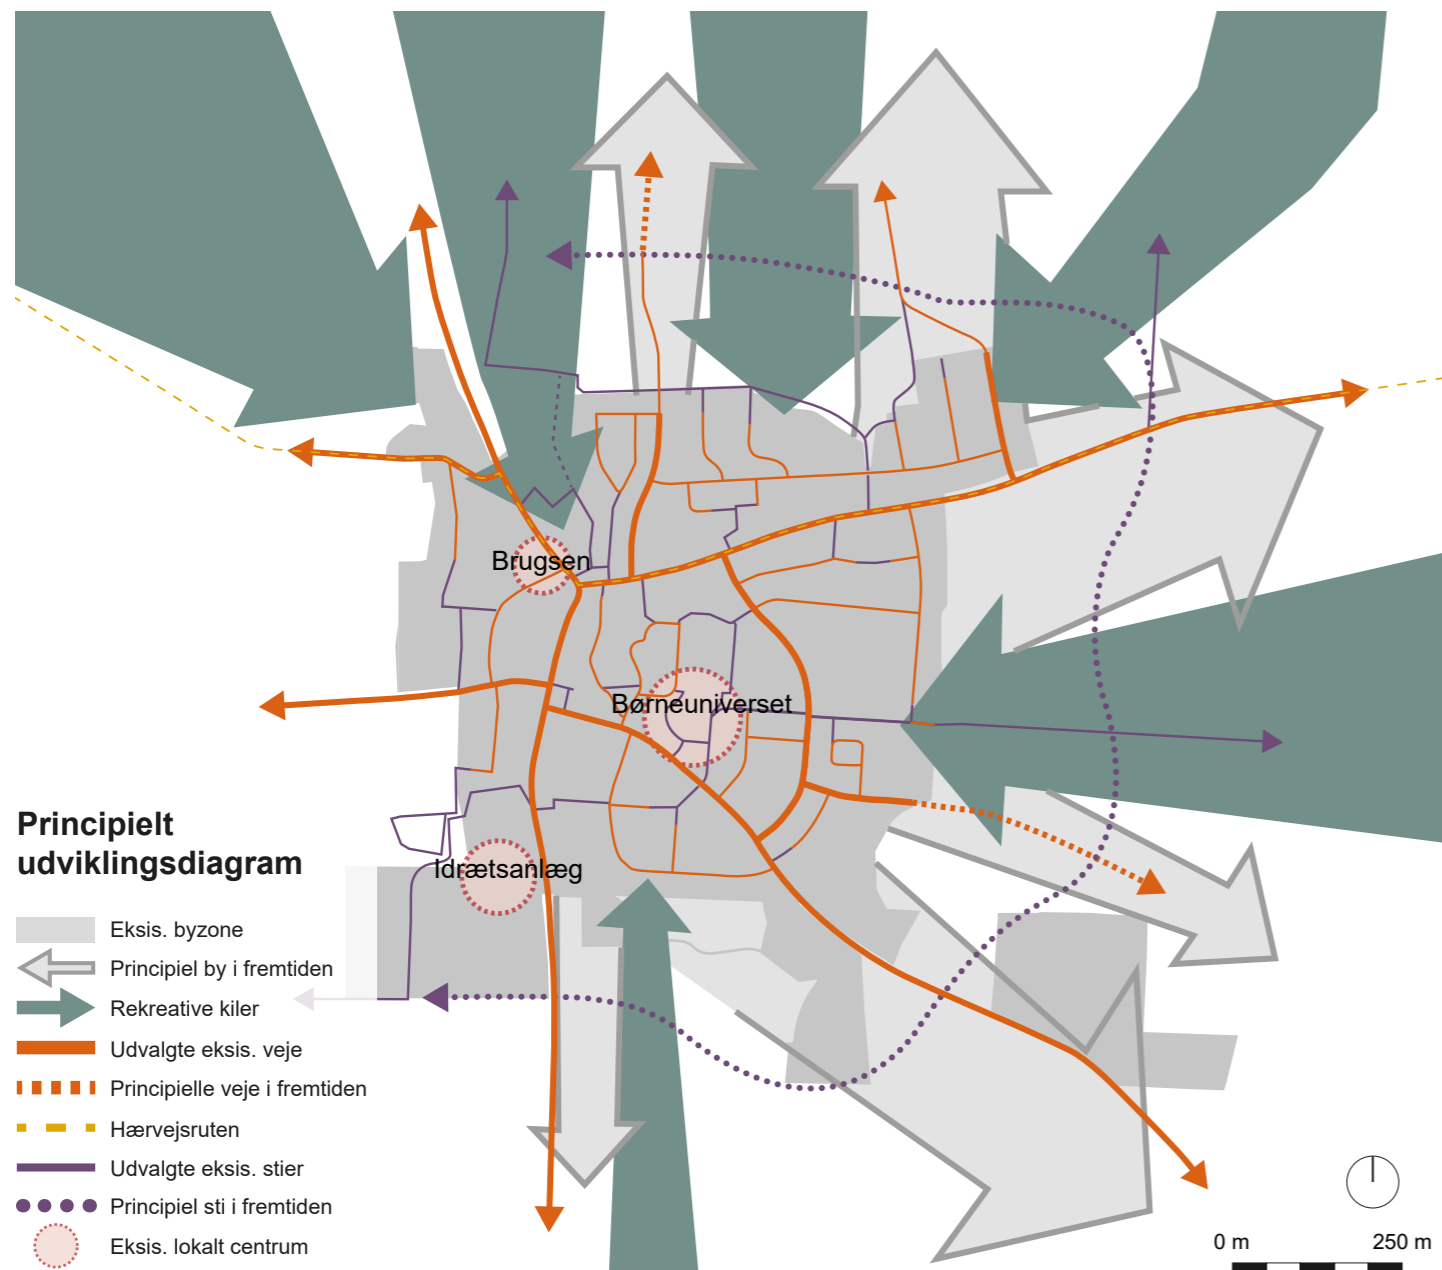 Brugsen
Børneuniverset
Idrætsanlæg
Principielt
udviklingsdiagram
Eksis. byzone
Principiel by i fremtiden
Rekreative kiler
Udvalgte eksis. veje
Principielle veje i fremtiden
Hærvejsruten
Udvalgte eksis. stier
Principiel sti i fremtiden
Eksis. lokalt centrum
0 m 250 m